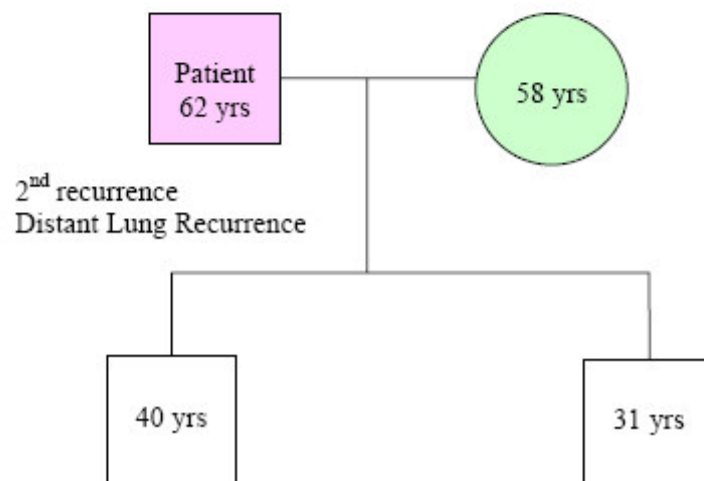 Patient
62 yrs
58 yrs
2nd recurrence
Distant Lung Recurrence
40 yrs
31 yrs